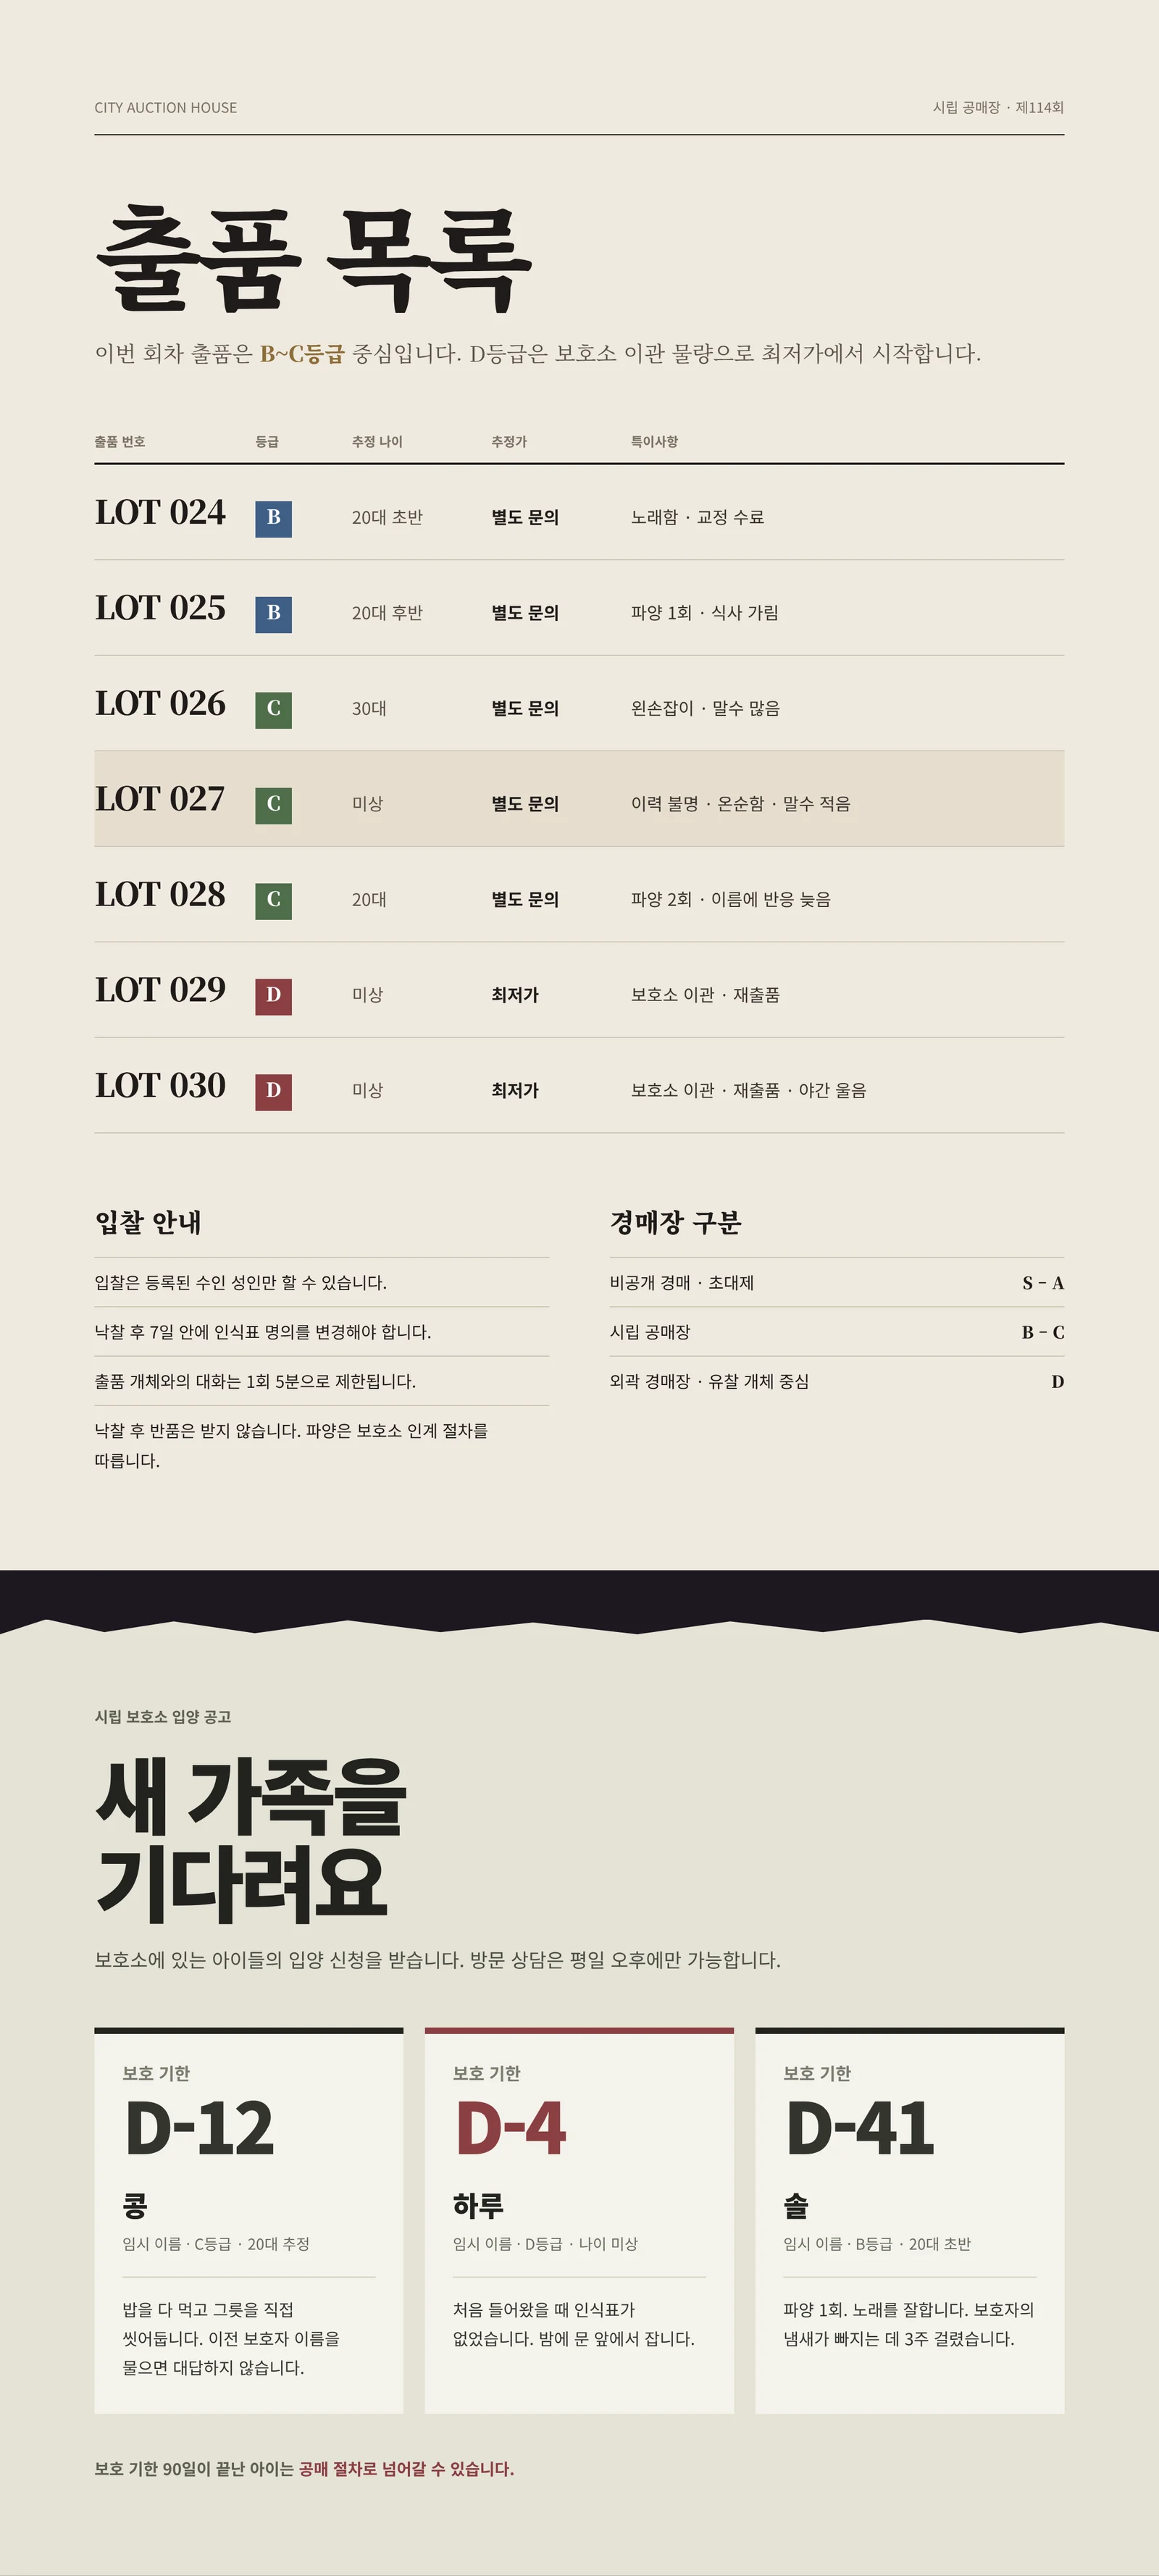 CITY AUCTION HOUSE
시립 공매장 · 제114회
출품 목록
이번 회차 출품은 B~C등급 중심입니다. D등급은 보호소 이관 물량으로 최저가에서 시작합니다.
출품 번호 등급 추정 나이 추정가 특이사항
LOT 024 B 20대 초반 별도 문의 노래함 · 교정 수료
LOT 025 B 20대 후반 별도 문의 파양 1회 · 식사 가림
LOT 026 C 30대 별도 문의 왼손잡이 · 말수 많음
LOT 027 C 미상 별도 문의 이력 불명 · 온순함 · 말수 적음
LOT 028 C 20대 별도 문의 파양 2회 · 이름에 반응 늦음
LOT 029 D 미상 최저가 보호소 이관 · 재출품
LOT 030 D 미상 최저가 보호소 이관 · 재출품 · 야간 울음
입찰 안내
입찰은 등록된 수인 성인만 할 수 있습니다.
낙찰 후 7일 안에 인식표 명의를 변경해야 합니다.
출품 개체와의 대화는 1회 5분으로 제한됩니다.
낙찰 후 반품은 받지 않습니다. 파양은 보호소 인계 절차를
따릅니다.
경매장 구분
비공개 경매 · 초대제 S – A
시립 공매장 B – C
외곽 경매장 · 유찰 개체 중심 D
시립 보호소 입양 공고
새 가족을
기다려요
보호소에 있는 아이들의 입양 신청을 받습니다. 방문 상담은 평일 오후에만 가능합니다.
보호 기한
D-12
콩
임시 이름 · C등급 · 20대 추정
밥을 다 먹고 그릇을 직접
씻어둡니다. 이전 보호자 이름을
물으면 대답하지 않습니다.
보호 기한
D-4
하루
임시 이름 · D등급 · 나이 미상
처음 들어왔을 때 인식표가
없었습니다. 밤에 문 앞에서 잡니다.
보호 기한
D-41
솔
임시 이름 · B등급 · 20대 초반
파양 1회. 노래를 잘합니다. 보호자의
냄새가 빠지는 데 3주 걸렸습니다.
보호 기한 90일이 끝난 아이는 공매 절차로 넘어갈 수 있습니다.